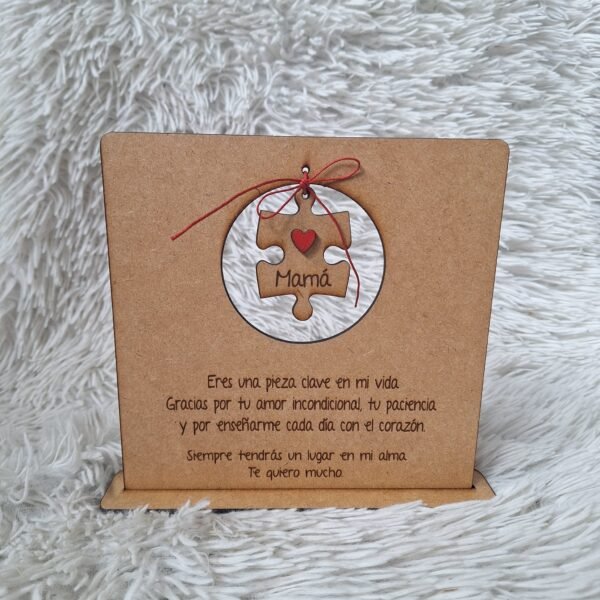 Mamá
Eres una pieza clave en mi vida
Gracias por tu amor incondicional, tu paciencia
y por enseñarme cada día con el corazón.
Siempre tendrás un lugar en mi alma.
Te quiero mucho.